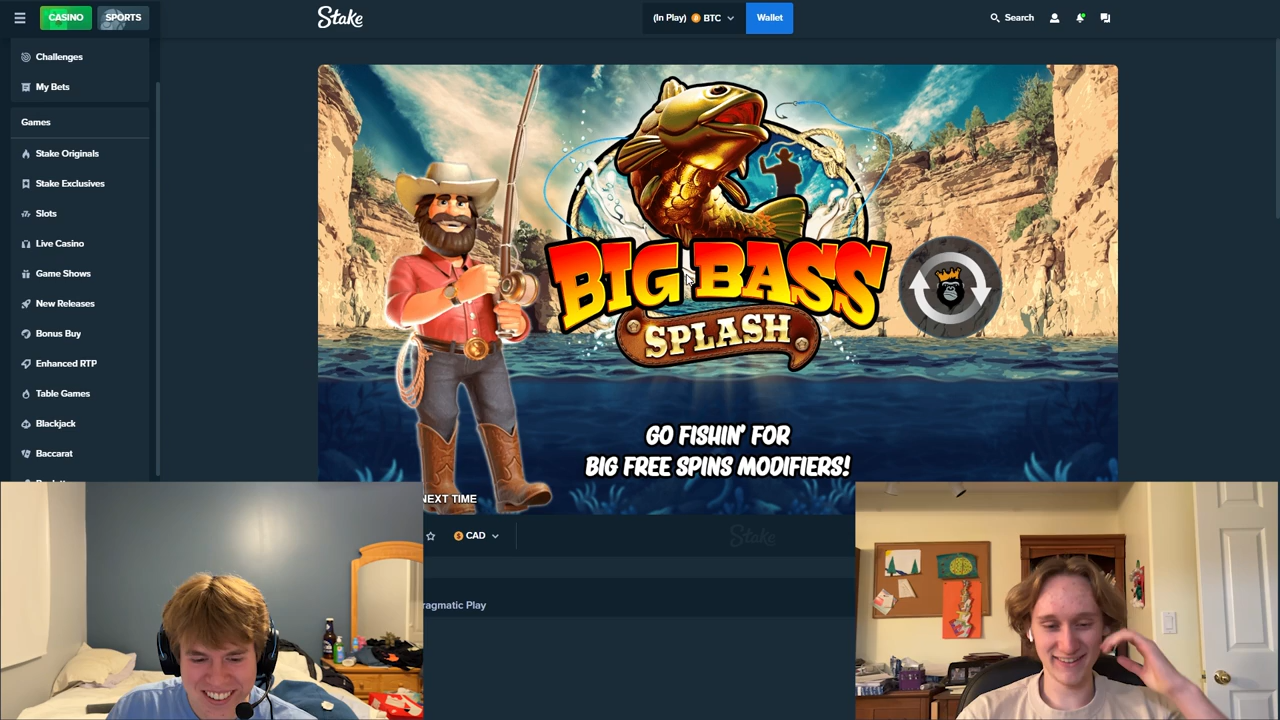 CASINO
SPORTS
Stake
(In Play) BTC
Wallet
Search
Challenges
My Bets
Games
Stake Originals
Stake Exclusives
Slots
Live Casino
Game Shows
New Releases
Bonus Buy
Enhanced RTP
Table Games
Blackjack
Baccarat
BIG BASS
SPLASH
GO FISHIN' FOR
BIG FREE SPINS MODIFIERS!
NEXT TIME
CAD
Stake
ragmatic Play